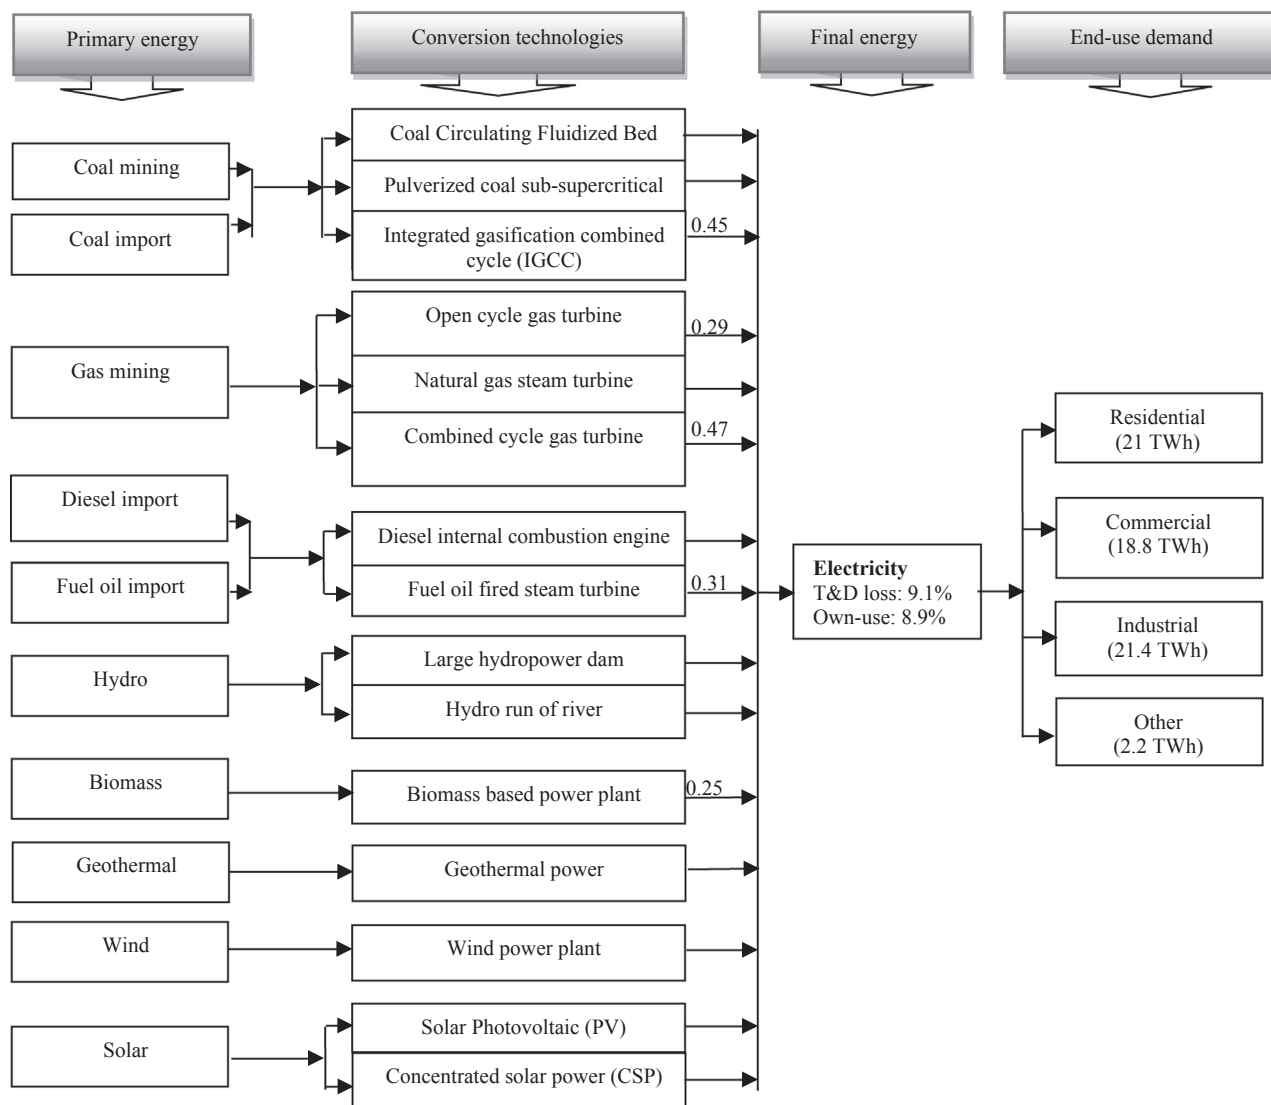 Primary energy
Conversion technologies
Final energy
End-use demand
Coal mining
Coal import
Coal Circulating Fluidized Bed
Pulverized coal sub-supercritical
Integrated gasification combined
cycle (IGCC)
0.45
Gas mining
Open cycle gas turbine
0.29
Natural gas steam turbine
Combined cycle gas turbine
0.47
Diesel import
Fuel oil import
Diesel internal combustion engine
Fuel oil fired steam turbine
0.31
Hydro
Large hydropower dam
Hydro run of river
Biomass
Biomass based power plant
0.25
Geothermal
Geothermal power
Wind
Wind power plant
Solar
Solar Photovoltaic (PV)
Concentrated solar power (CSP)
Electricity
T&D loss: 9.1%
Own-use: 8.9%
Residential
(21 TWh)
Commercial
(18.8 TWh)
Industrial
(21.4 TWh)
Other
(2.2 TWh)